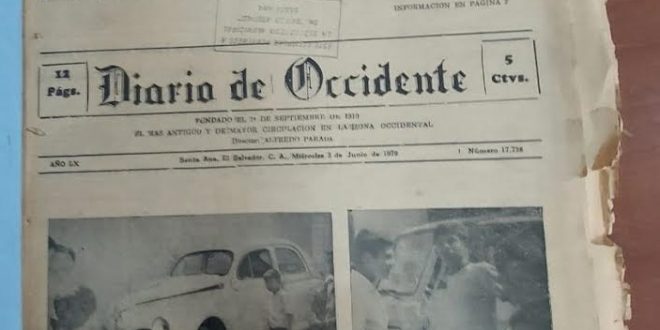 INFORMACION EN PAGINA 7
12
Págs.
Diario de Occidente
5
Ctvs.
FUNDADO EL DE SEPTIEMBRE DE 1910
EL MAS ANTIGUO Y DE MAYOR CIRCULACION EN LA ZONA OCCIDENTAL
Director: ALFREDO PARADA
AÑO LX
Santa Ana, El Salvador, C. A., Miércoles 3 de Junio de 1970
Número 17,738